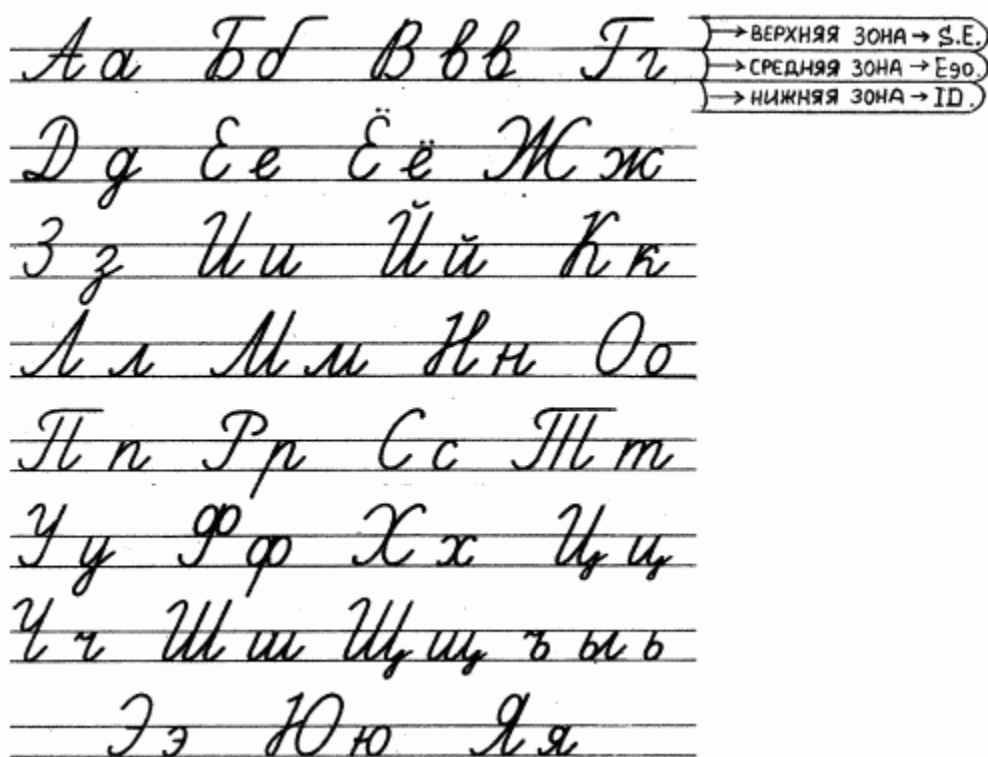 Аа Бб Ввв Гг
→ ВЕРХНЯЯ ЗОНА → S.E.
→ СРЕДНЯЯ ЗОНА → Ego.
→ НИЖНЯЯ ЗОНА → ID.
Дд Ее Ёё Жж
Зз Ии Йй Кк
Лл Мм Нн Оо
Пп Рр Сс Тт
Уу Фф Хх Цц
Чч Шш Щщ ъ ы ь
Ээ Юю Яя